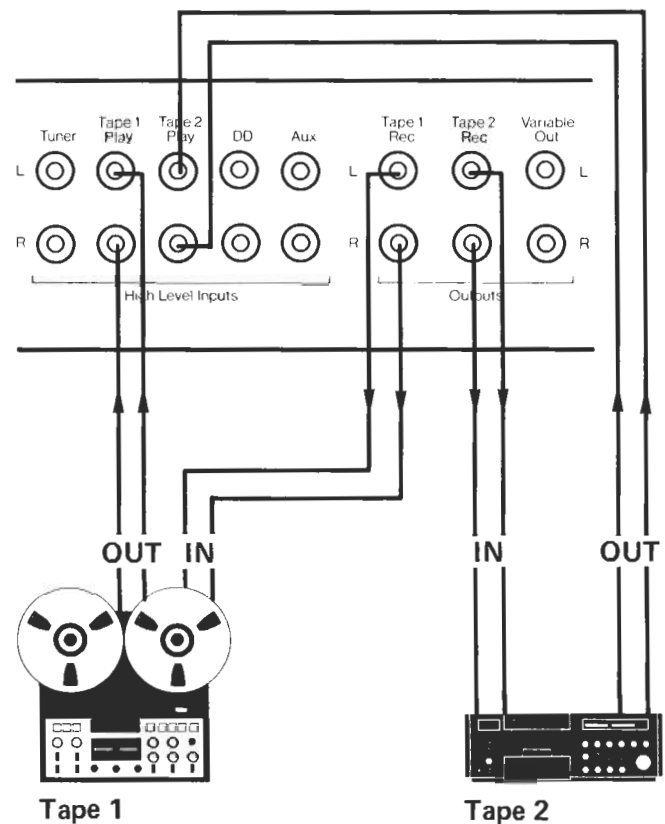 Tuner Tape 1 Play Tape 2 Play DD Aux Tape 1 Rec Tape 2 Rec Variable Out
L L L
R R R
High Level Inputs Outputs
OUT IN IN OUT
Tape 1 Tape 2